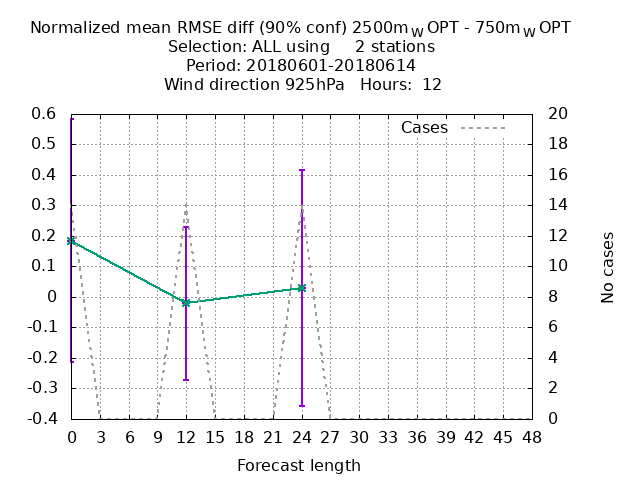 Normalized mean RMSE diff (90% conf) 2500m W OPT - 750m W OPT
Selection: ALL using     2 stations
Period: 20180601-20180614
Wind direction 925hPa   Hours:  12
Cases
0.6
0.5
0.4
0.3
0.2
0.1
0
-0.1
-0.2
-0.3
-0.4
20
18
16
14
12
10
8
6
4
2
0
No cases
0 3 6 9 12 15 18 21 24 27 30 33 36 39 42 45 48
Forecast length